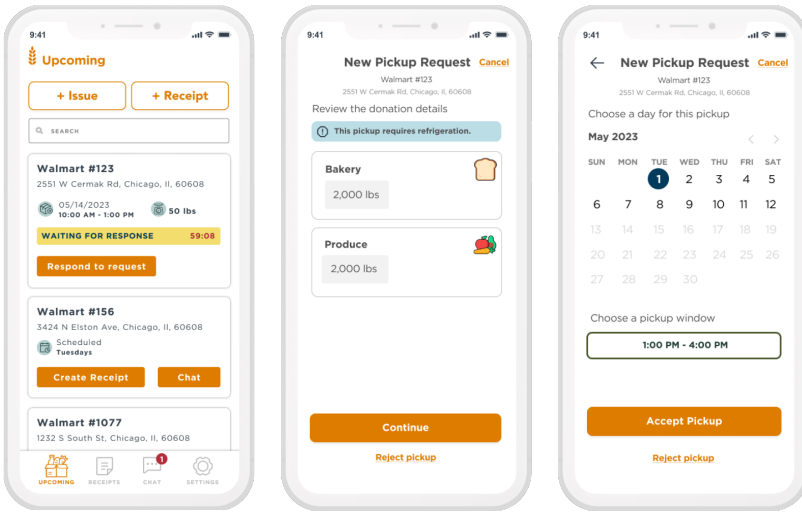 9:41
Upcoming
+ Issue
+ Receipt
SEARCH
Walmart #123
2551 W Cermak Rd, Chicago, Il, 60608
05/14/2023
10:00 AM - 1:00 PM
50 lbs
WAITING FOR RESPONSE 59:08
Respond to request
Walmart #156
3424 N Elston Ave, Chicago, Il, 60608
Scheduled
Tuesdays
Create Receipt
Chat
Walmart #1077
1232 S South St, Chicago, Il, 60608
1
UPCOMING RECEIPTS CHAT SETTINGS
9:41
New Pickup Request Cancel
Walmart #123
2551 W Cermak Rd, Chicago, Il, 60608
Review the donation details
This pickup requires refrigeration.
Bakery
2,000 lbs
Produce
2,000 lbs
Continue
Reject pickup
9:41
New Pickup Request Cancel
Walmart #123
2551 W Cermak Rd, Chicago, Il, 60608
Choose a day for this pickup
May 2023
SUN MON TUE WED THU FRI SAT
1 2 3 4 5
6 7 8 9 10 11 12
13 14 15 16 17 18 19
20 21 22 23 24 25 26
27 28 29 30
Choose a pickup window
1:00 PM - 4:00 PM
Accept Pickup
Reject pickup